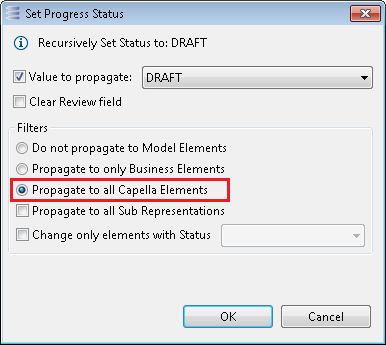 Set Progress Status
Recursively Set Status to: DRAFT
Value to propagate: DRAFT
Clear Review field
Filters
Do not propagate to Model Elements
Propagate to only Business Elements
Propagate to all Capella Elements
Propagate to all Sub Representations
Change only elements with Status
OK Cancel